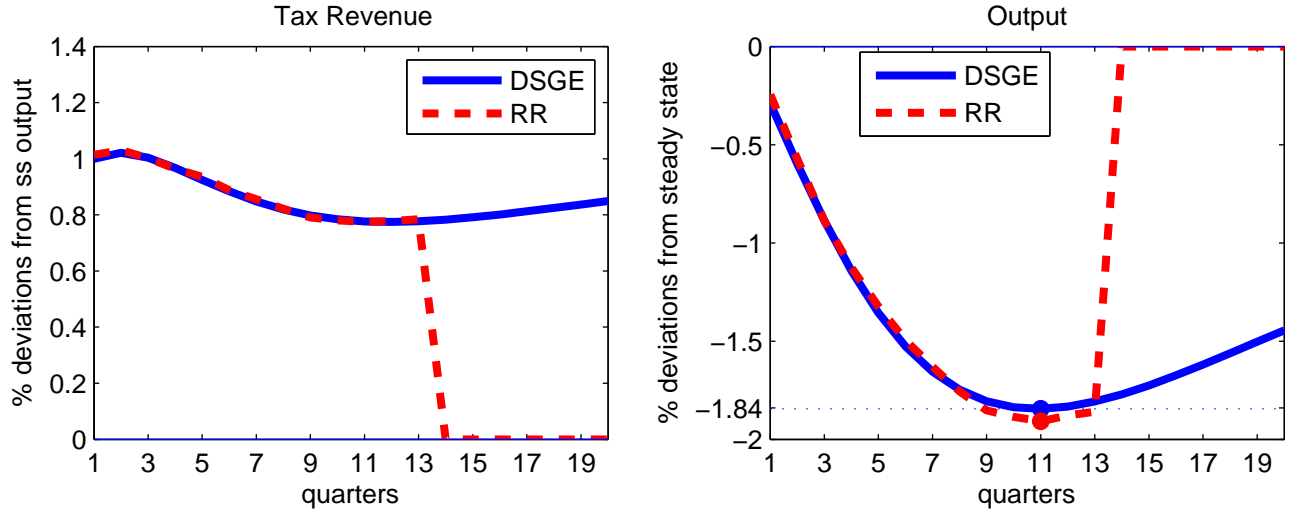 Tax Revenue
% deviations from ss output
1.4
1.2
1
0.8
0.6
0.4
0.2
0
1 3 5 7 9 11 13 15 17 19
quarters
DSGE
RR
Output
% deviations from steady state
0
−0.5
−1
−1.5
−1.84
−2
1 3 5 7 9 11 13 15 17 19
quarters
DSGE
RR